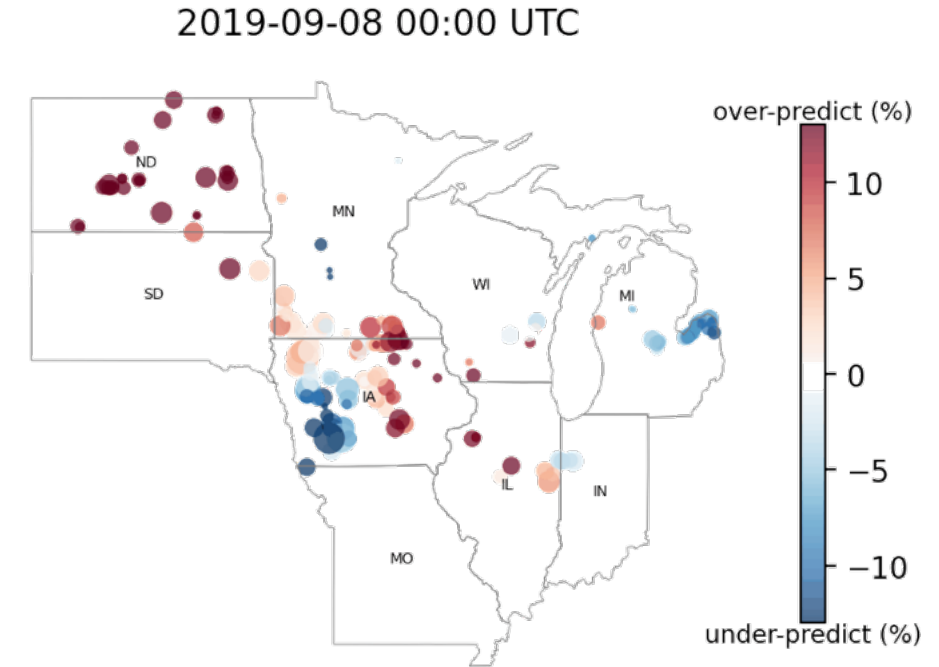 2019-09-08 00:00 UTC
over-predict (%)
ND
MN
SD
WI
MI
IA
IL
IN
MO
10
5
0
−5
−10
under-predict (%)